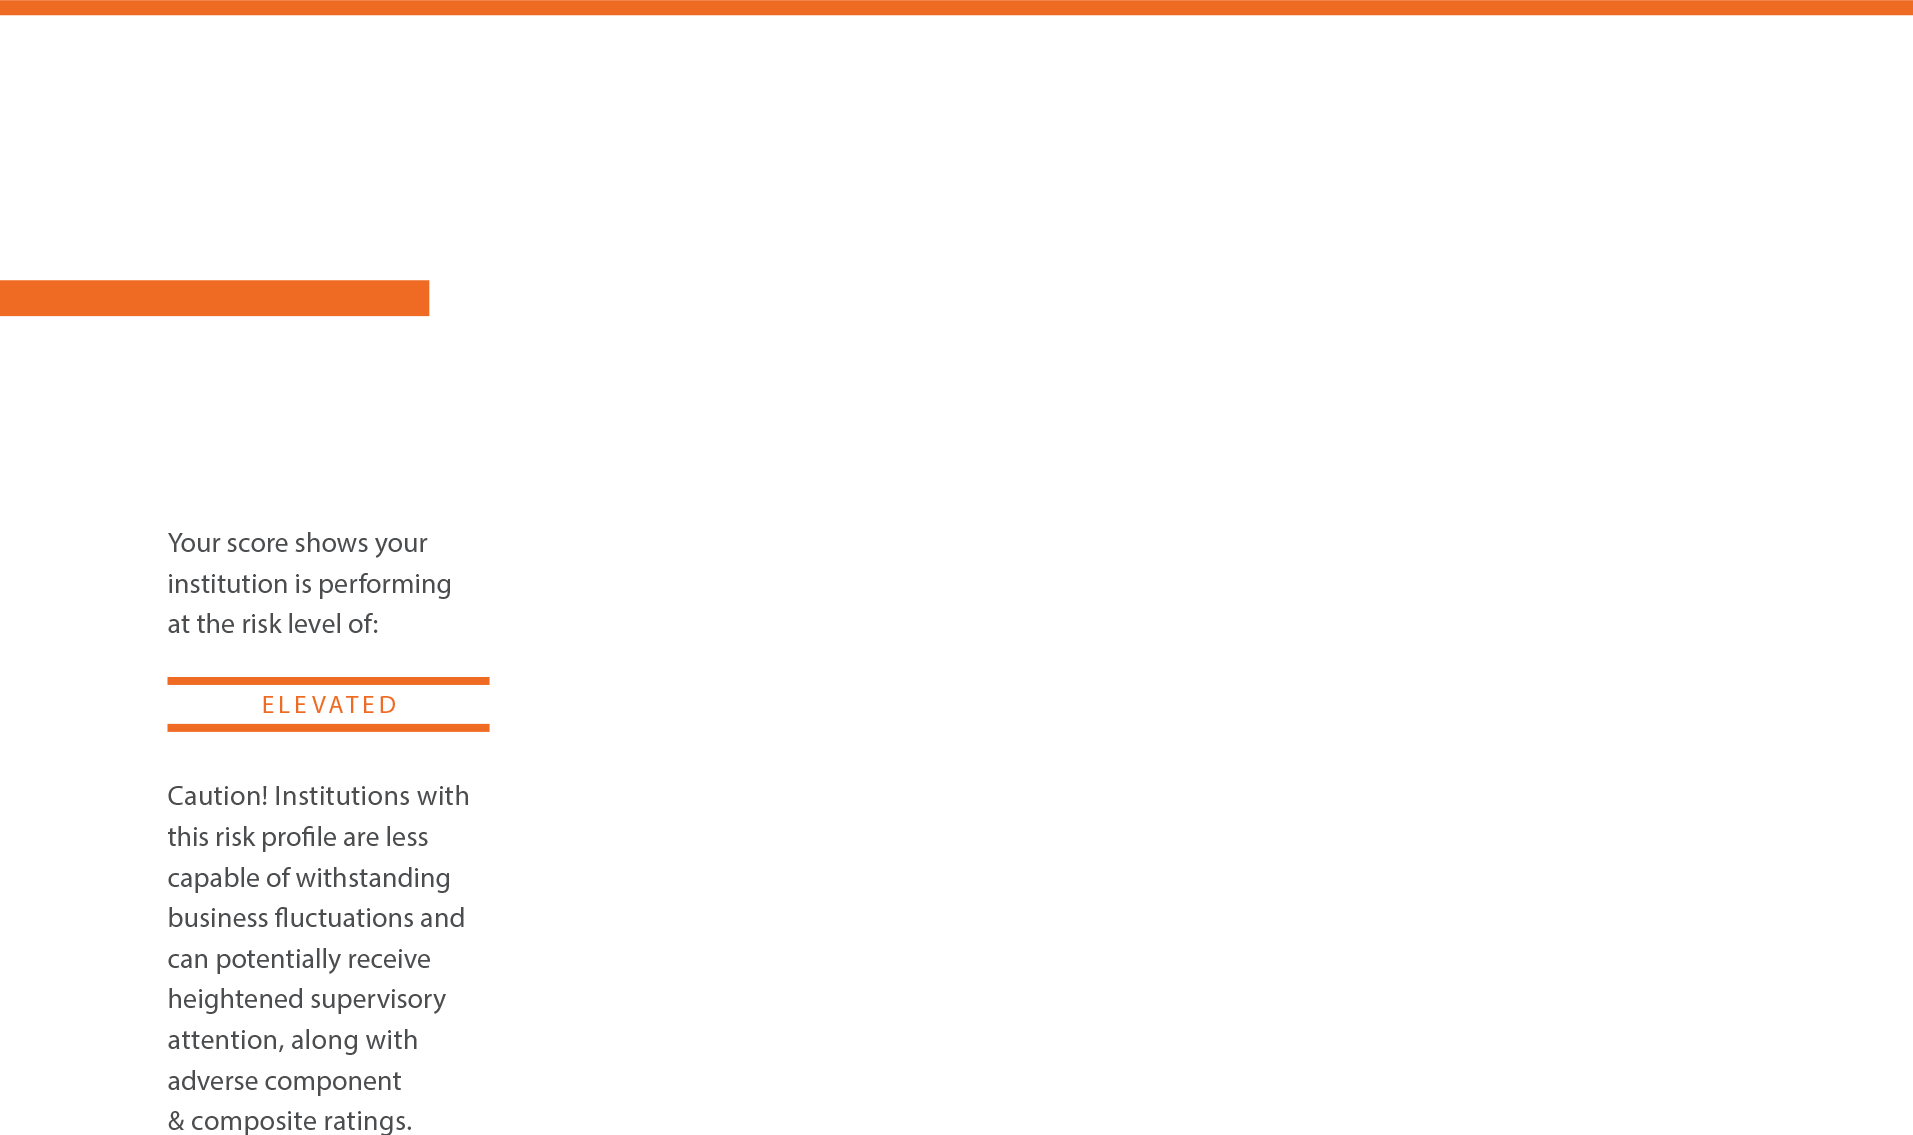 Your score shows your
institution is performing
at the risk level of:
ELEVATED
Caution! Institutions with
this risk profile are less
capable of withstanding
business fluctuations and
can potentially receive
heightened supervisory
attention, along with
adverse component
& composite ratings.